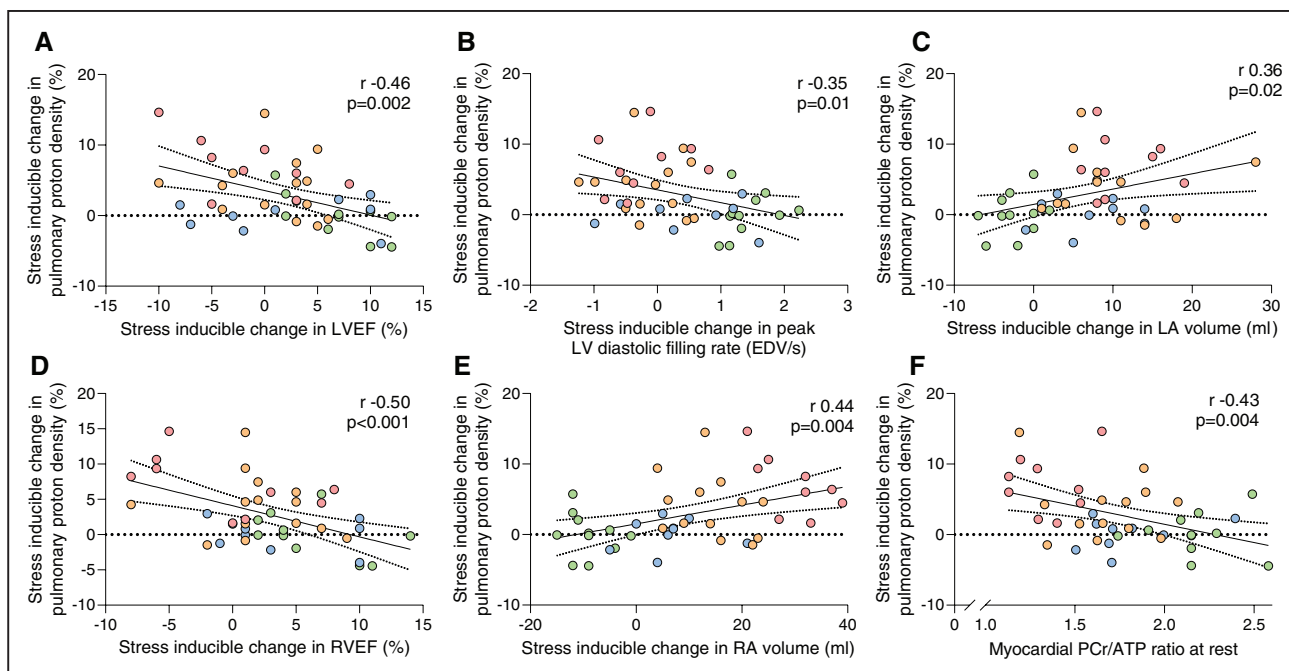 A
Stress inducible change in
pulmonary proton density (%)
20
10
0
-10
-15
-10
-5
0
5
10
15
r -0.46
p=0.002
Stress inducible change in LVEF (%)
B
Stress inducible change in
pulmonary proton density (%)
20
10
0
-10
-2
-1
0
1
2
3
r -0.35
p=0.01
Stress inducible change in peak
LV diastolic filling rate (EDV/s)
C
Stress inducible change in
pulmonary proton density (%)
20
10
0
-10
-10
0
10
20
30
r 0.36
p=0.02
Stress inducible change in LA volume (ml)
D
Stress inducible change in
pulmonary proton density (%)
20
15
10
5
0
-5
-10
-10
-5
0
5
10
15
r -0.50
p<0.001
Stress inducible change in RVEF (%)
E
Stress inducible change in
pulmonary proton density (%)
20
15
10
5
0
-5
-10
-20
0
20
40
r 0.44
p=0.004
Stress inducible change in RA volume (ml)
F
Stress inducible change in
pulmonary proton density (%)
20
15
10
5
0
-5
-10
0
1.0
1.5
2.0
2.5
r -0.43
p=0.004
Myocardial PCr/ATP ratio at rest